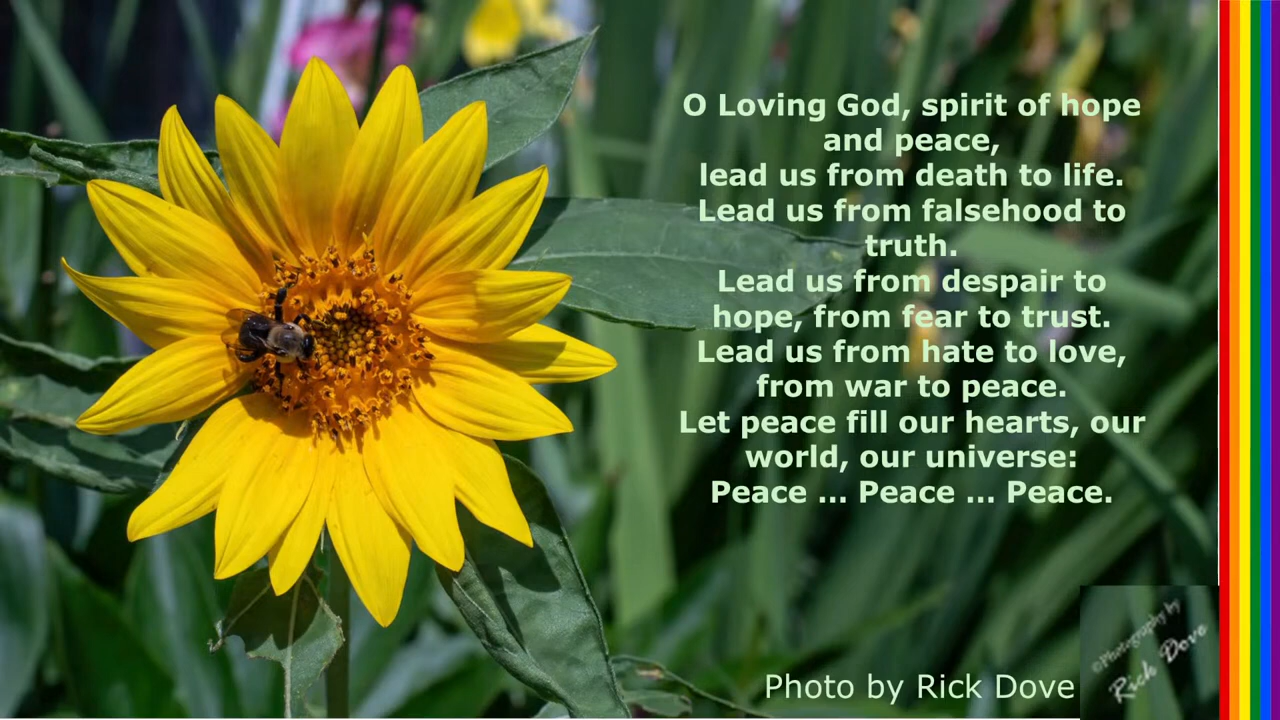 O Loving God, spirit of hope
and peace,
lead us from death to life.
Lead us from falsehood to
truth.
Lead us from despair to
hope, from fear to trust.
Lead us from hate to love,
from war to peace.
Let peace fill our hearts, our
world, our universe:
Peace ... Peace ... Peace.
©Photography by
Rick Dove
Photo by Rick Dove